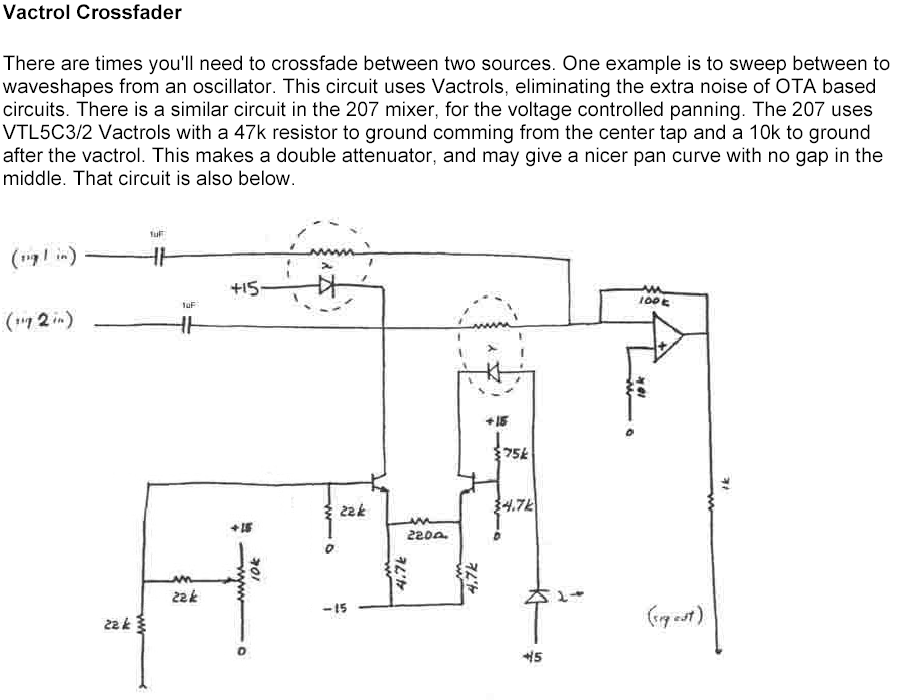 Vactrol Crossfader
There are times you'll need to crossfade between two sources. One example is to sweep between to
waveshapes from an oscillator. This circuit uses Vactrols, eliminating the extra noise of OTA based
circuits. There is a similar circuit in the 207 mixer, for the voltage controlled panning. The 207 uses
VTL5C3/2 Vactrols with a 47k resistor to ground comming from the center tap and a 10k to ground
after the vactrol. This makes a double attenuator, and may give a nicer pan curve with no gap in the
middle. That circuit is also below.
1uF
(sig 1 in)
λ
+15
100k
1uF
(sig 2 in)
λ
+
10k
0
+15
75k
1k
22k
4.7k
+15
220Ω
0
0
10k
4.7k
4.7k
22k
-15
22k
(sig out)
0
+15